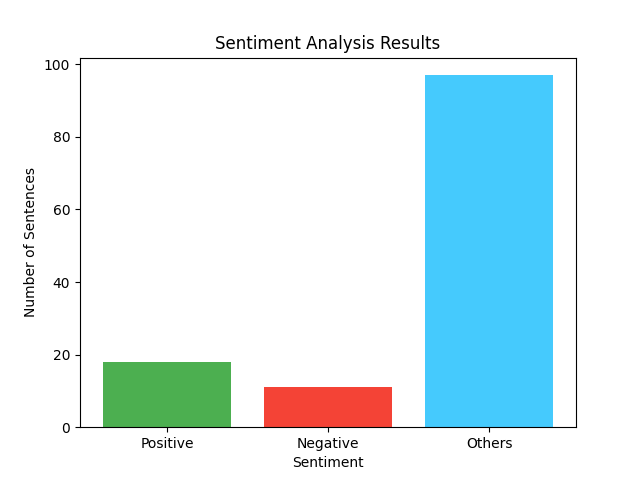 Sentiment Analysis Results
Number of Sentences
100
80
60
40
20
0
Positive Negative Others
Sentiment